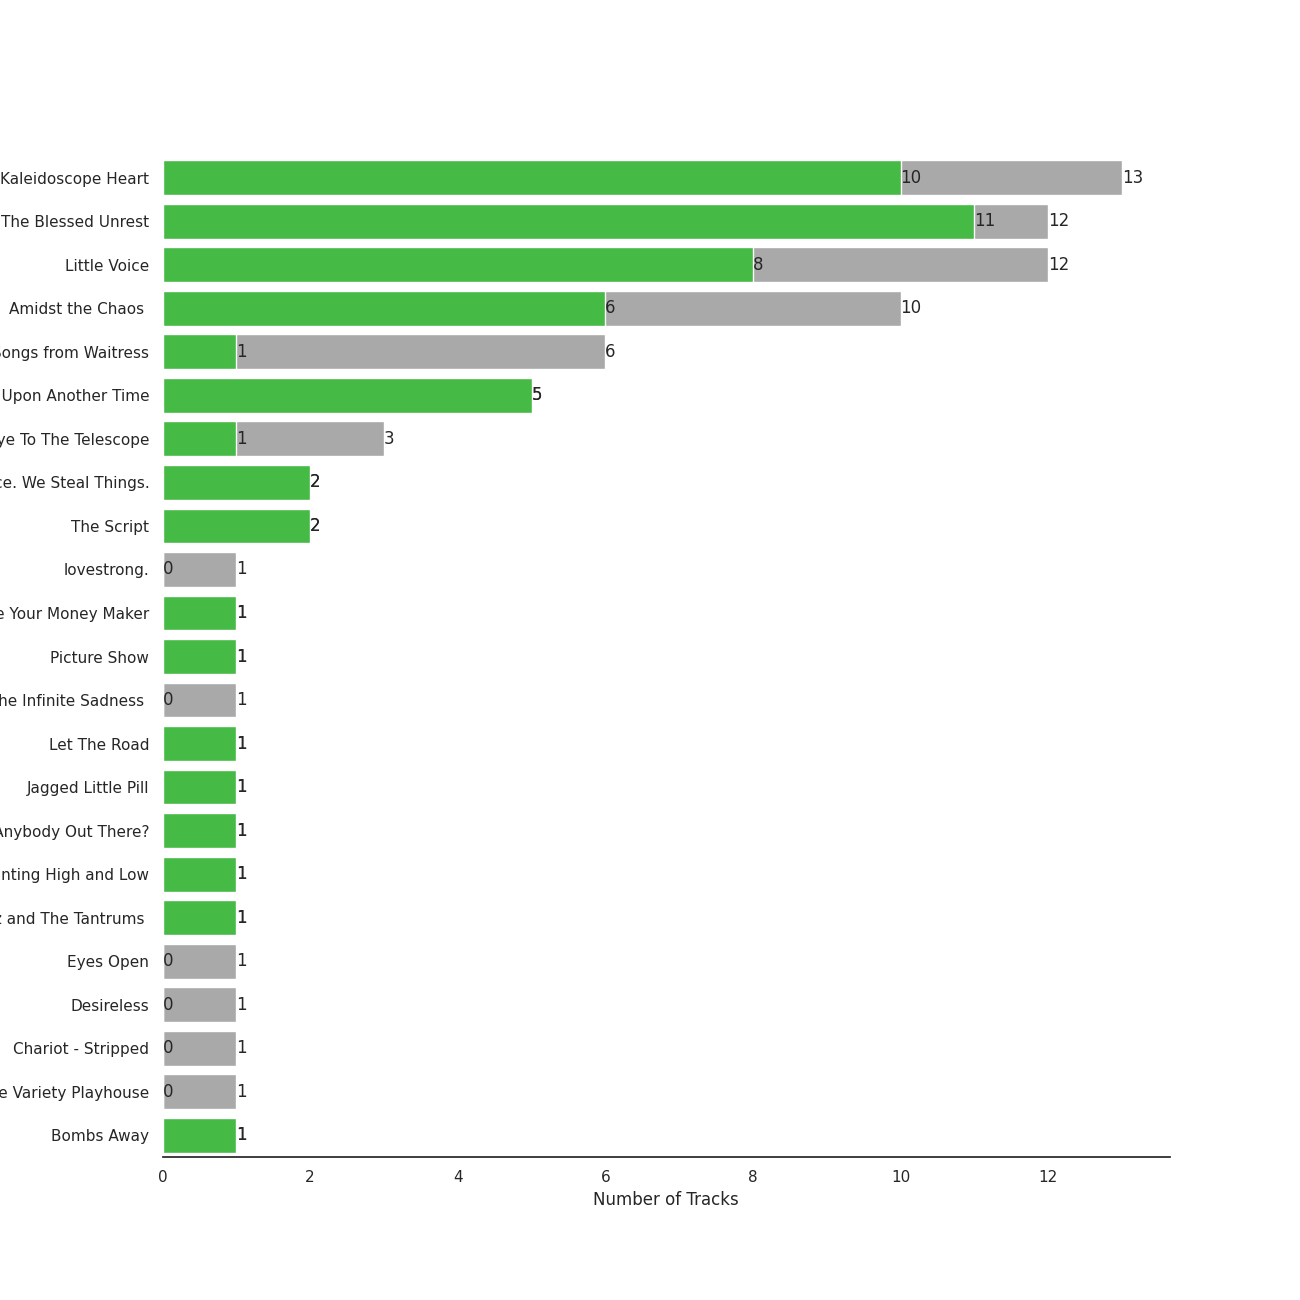 Kaleidoscope Heart 10 13
The Blessed Unrest 11 12
Little Voice 8 12
Amidst the Chaos 6 10
Songs from Waitress 1 6
Upon Another Time 5
ye To The Telescope 1 3
ce. We Steal Things. 2
The Script 2
lovestrong. 0 1
e Your Money Maker 1
Picture Show 1
he Infinite Sadness 0 1
Let The Road 1
Jagged Little Pill 1
Anybody Out There? 1
nting High and Low 1
z and The Tantrums 1
Eyes Open 0 1
Desireless 0 1
Chariot - Stripped 0 1
e Variety Playhouse 0 1
Bombs Away 1
0 2 4 6 8 10 12
Number of Tracks